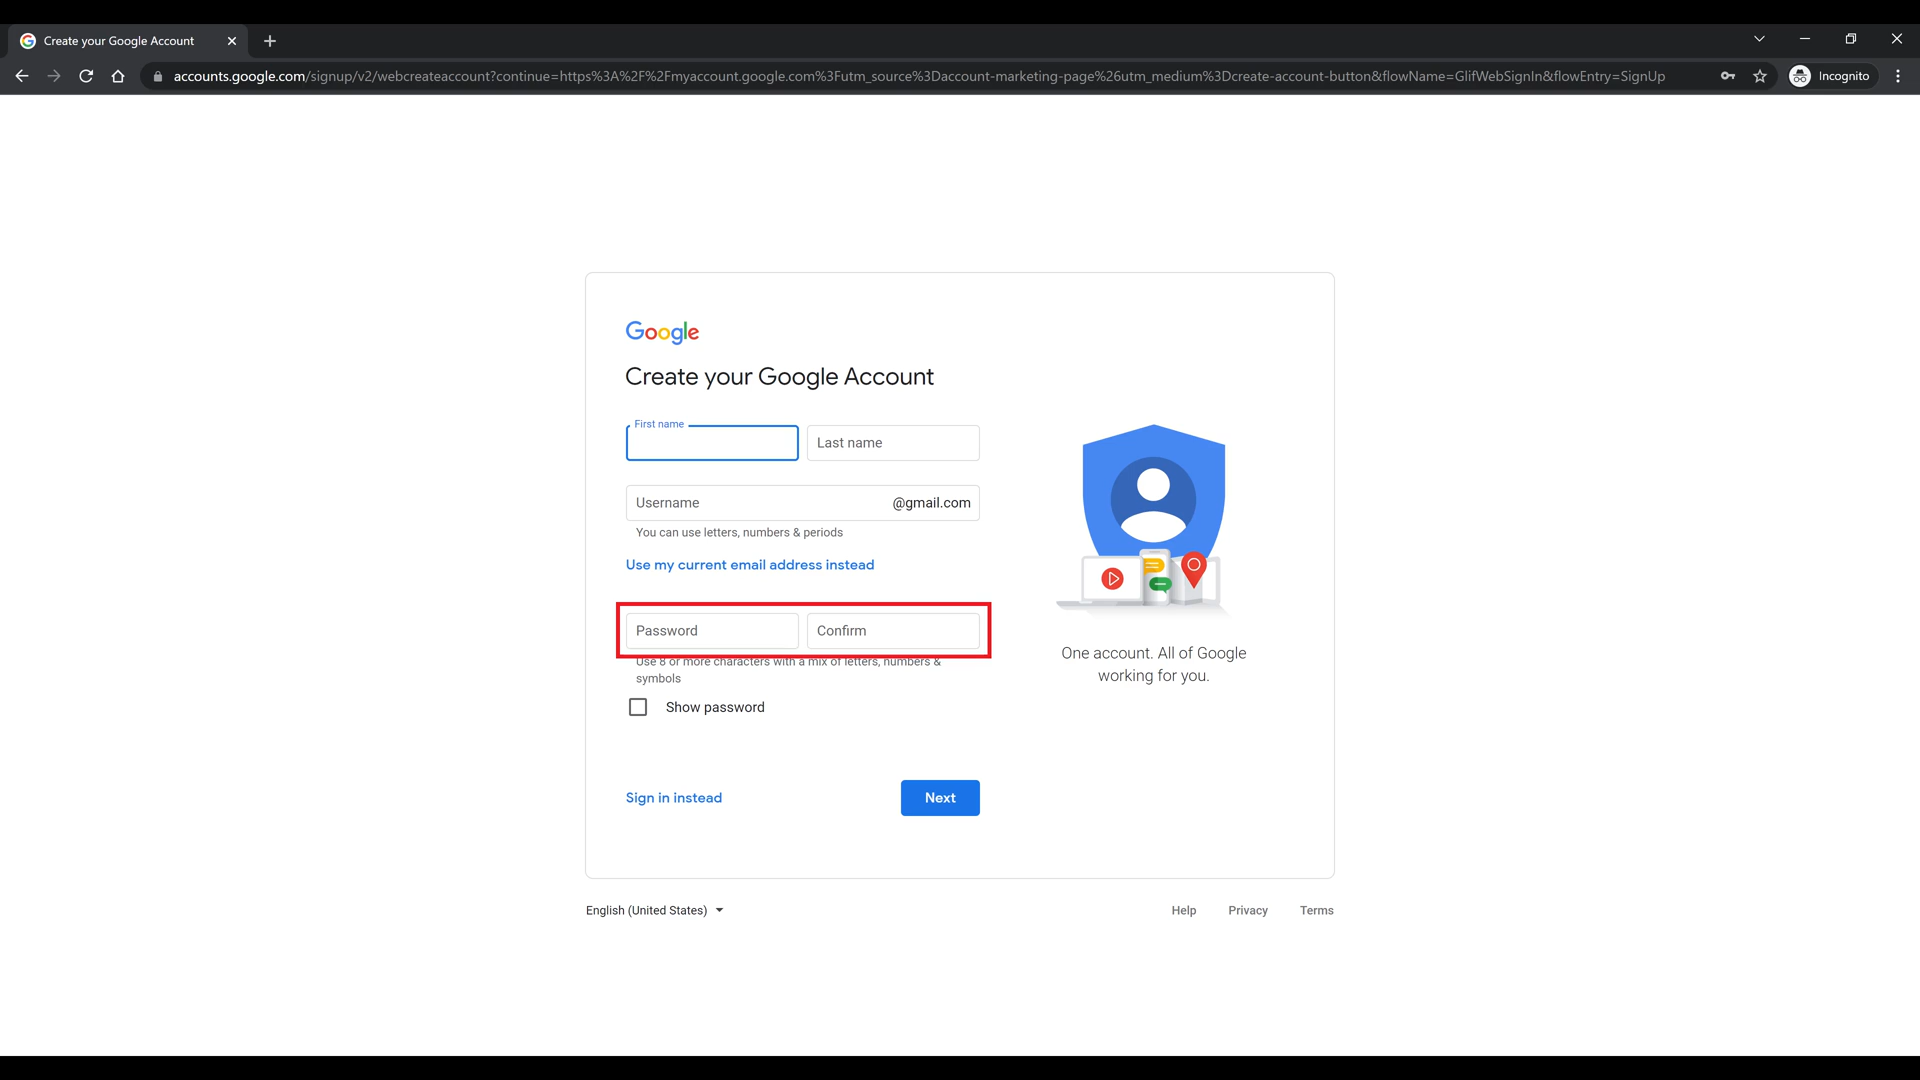 Create your Google Account
accounts.google.com/signup/v2/webcreateaccount?continue=https%3A%2F%2Fmyaccount.google.com%3Futm_source%3Daccount-marketing-page%26utm_medium%3Dcreate-account-button&flowName=GlifWebSignIn&flowEntry=SignUp
Incognito
Google
Create your Google Account
First name
Last name
Username
@gmail.com
You can use letters, numbers & periods
Use my current email address instead
Password
Confirm
Use 8 or more characters with a mix of letters, numbers &
symbols
Show password
Sign in instead
Next
One account. All of Google
working for you.
English (United States)
Help
Privacy
Terms